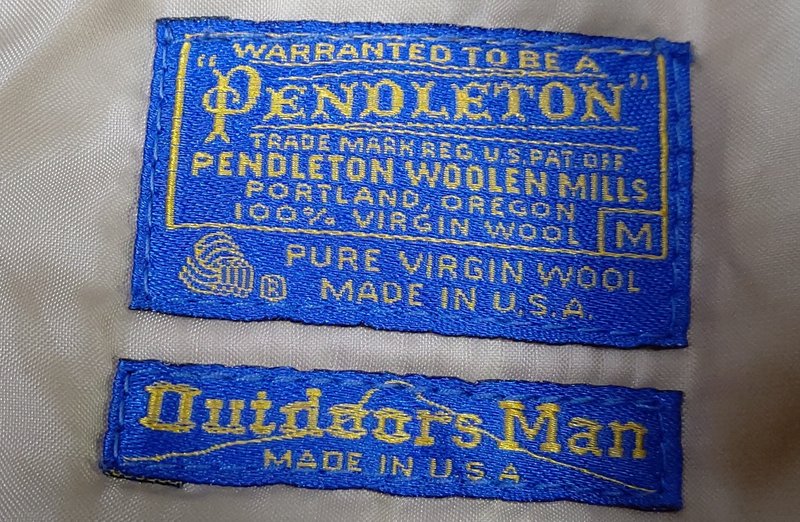 WARRANTED TO BE A
"PENDLETON"
TRADE MARK REG. U.S. PAT. OFF
PENDLETON WOOLEN MILLS
PORTLAND, OREGON
100% VIRGIN WOOL M
PURE VIRGIN WOOL
® MADE IN U.S.A.
Outdoors Man
MADE IN U.S.A